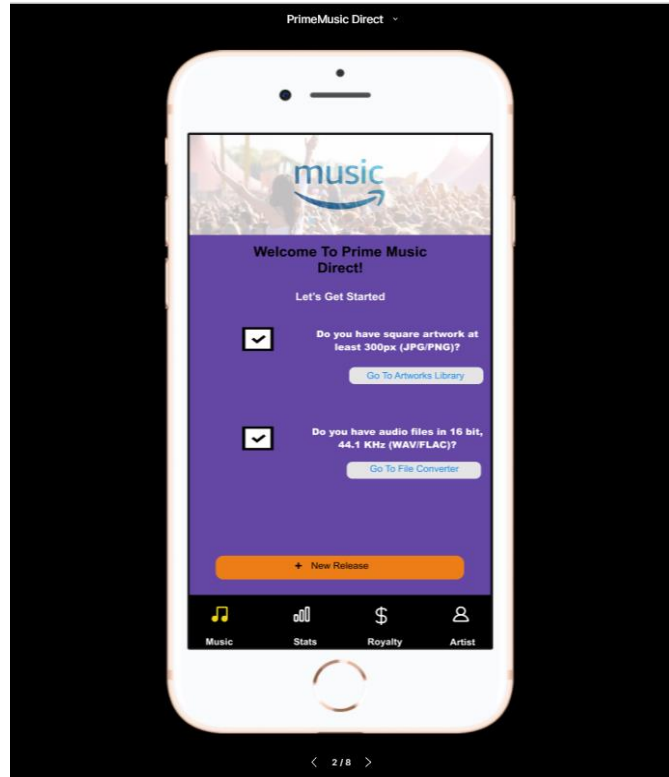 PrimeMusic Direct
music
Welcome To Prime Music
Direct!
Let's Get Started
Do you have square artwork at
least 300px (JPG/PNG)?
Go To Artworks Library
Do you have audio files in 16 bit,
44.1 KHz (WAV/FLAC)?
Go To File Converter
+ New Release
Music Stats Royalty Artist
2 / 8